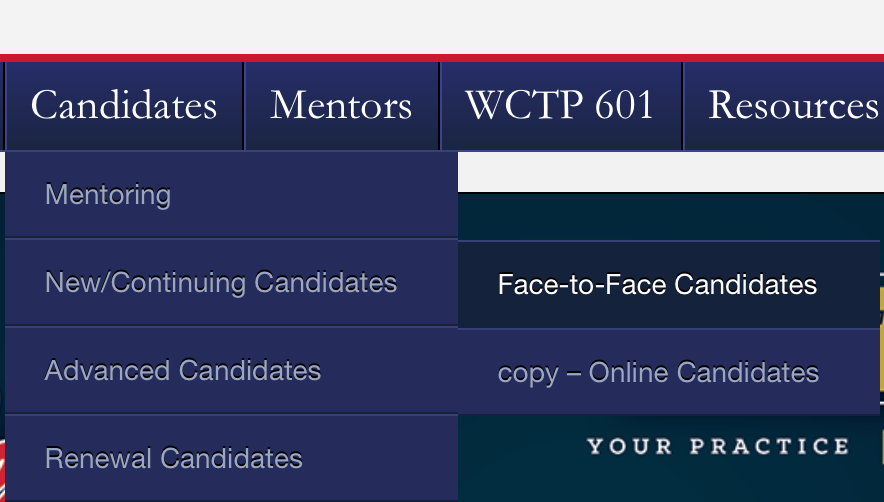 Candidates
Mentors
WCTP 601
Resources
Mentoring
New/Continuing Candidates
Face-to-Face Candidates
Advanced Candidates
copy – Online Candidates
Renewal Candidates
YOUR PRACTICE